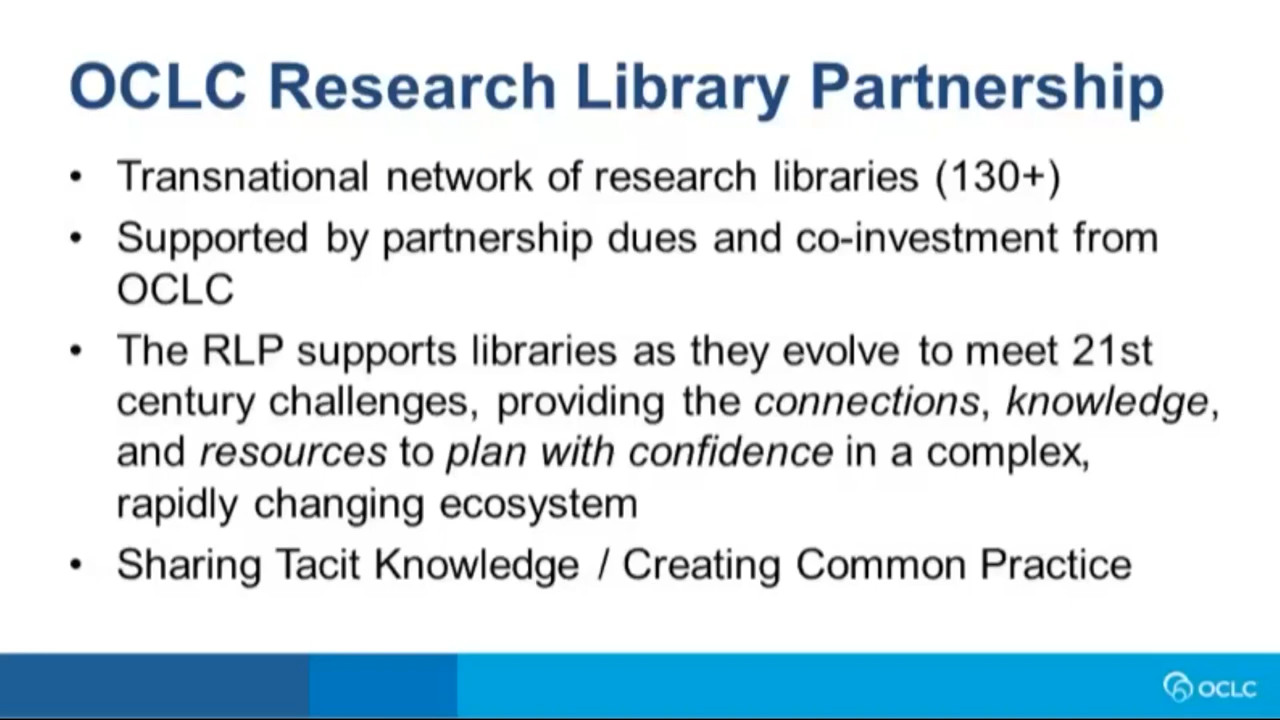 OCLC Research Library Partnership
• Transnational network of research libraries (130+)
• Supported by partnership dues and co-investment from
OCLC
• The RLP supports libraries as they evolve to meet 21st
century challenges, providing the connections, knowledge,
and resources to plan with confidence in a complex,
rapidly changing ecosystem
• Sharing Tacit Knowledge / Creating Common Practice
OCLC